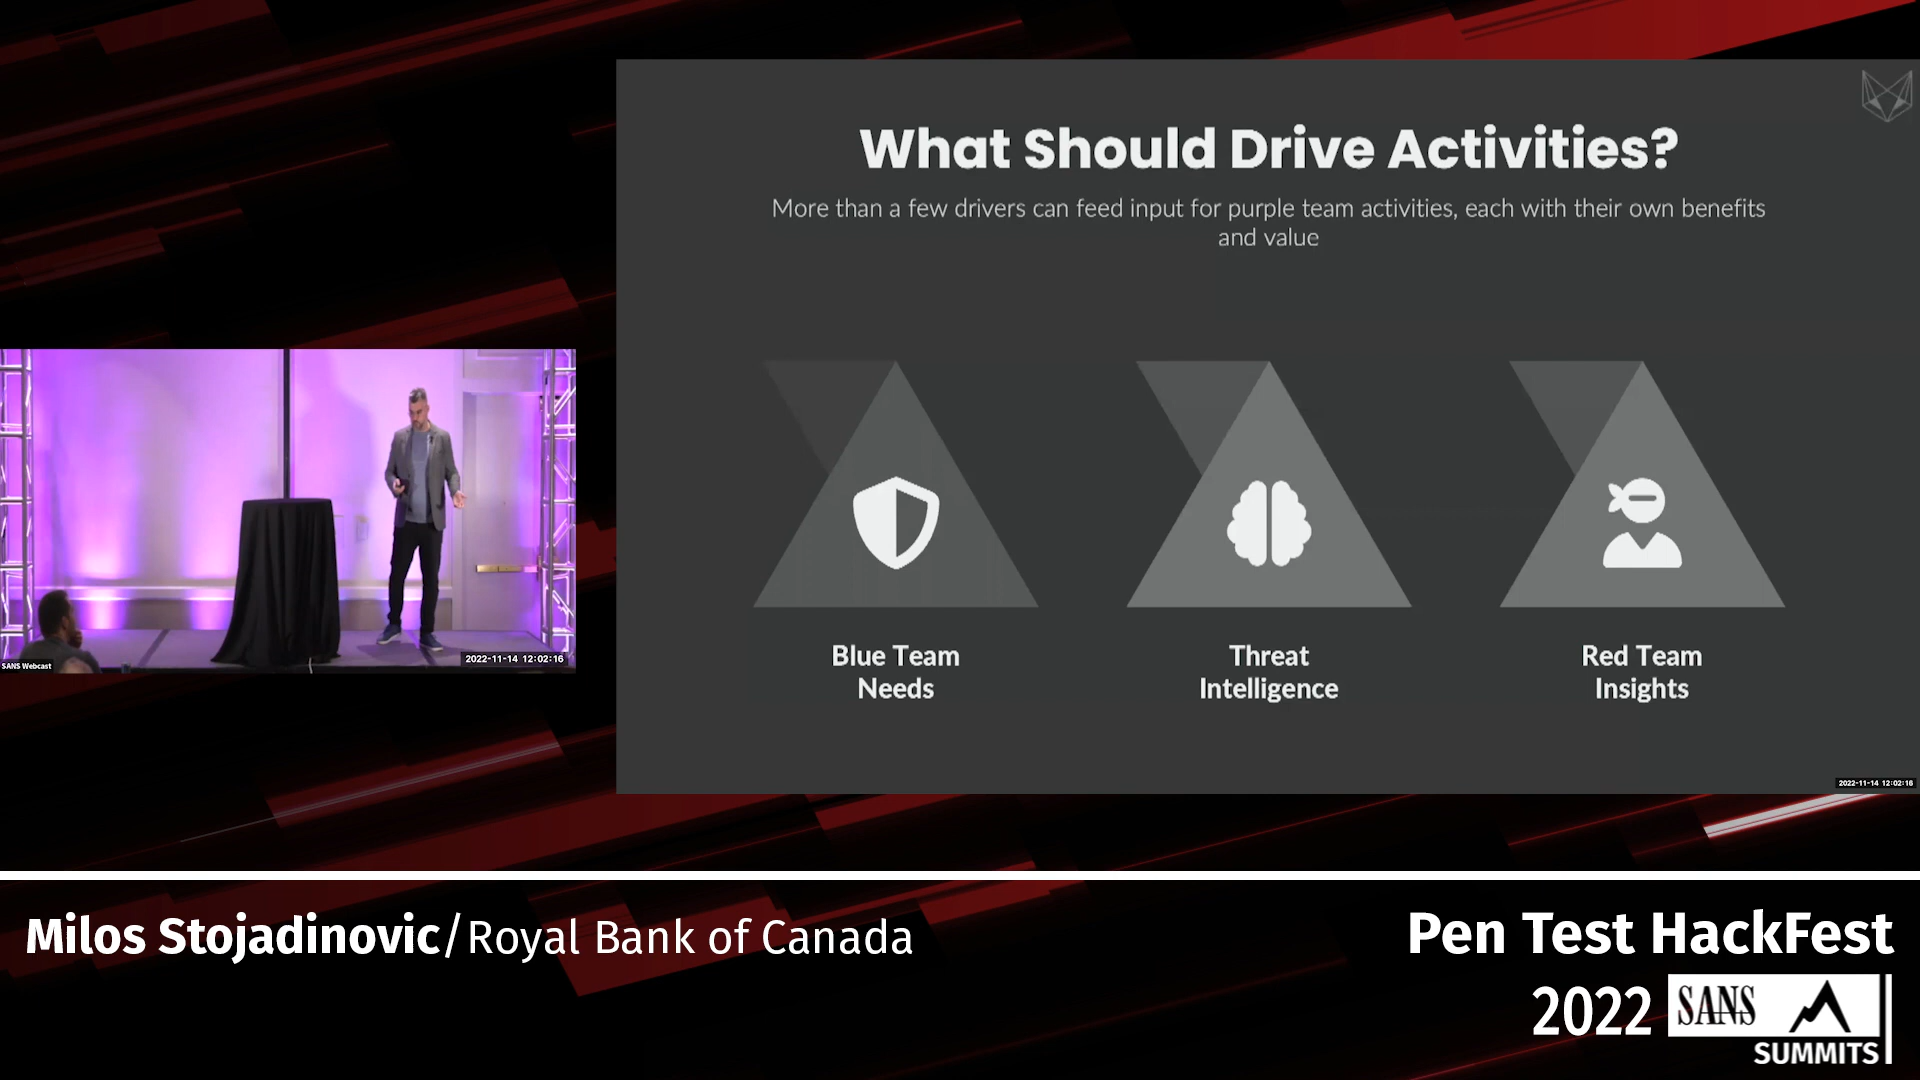 What Should Drive Activities?
More than a few drivers can feed input for purple team activities, each with their own benefits
and value
Blue Team
Needs
Threat
Intelligence
Red Team
Insights
SANS Webcast
2022-11-14 12:02:16
2022-11-14 12:02:16
Milos Stojadinovic/Royal Bank of Canada
Pen Test HackFest
2022
SANS
SUMMITS